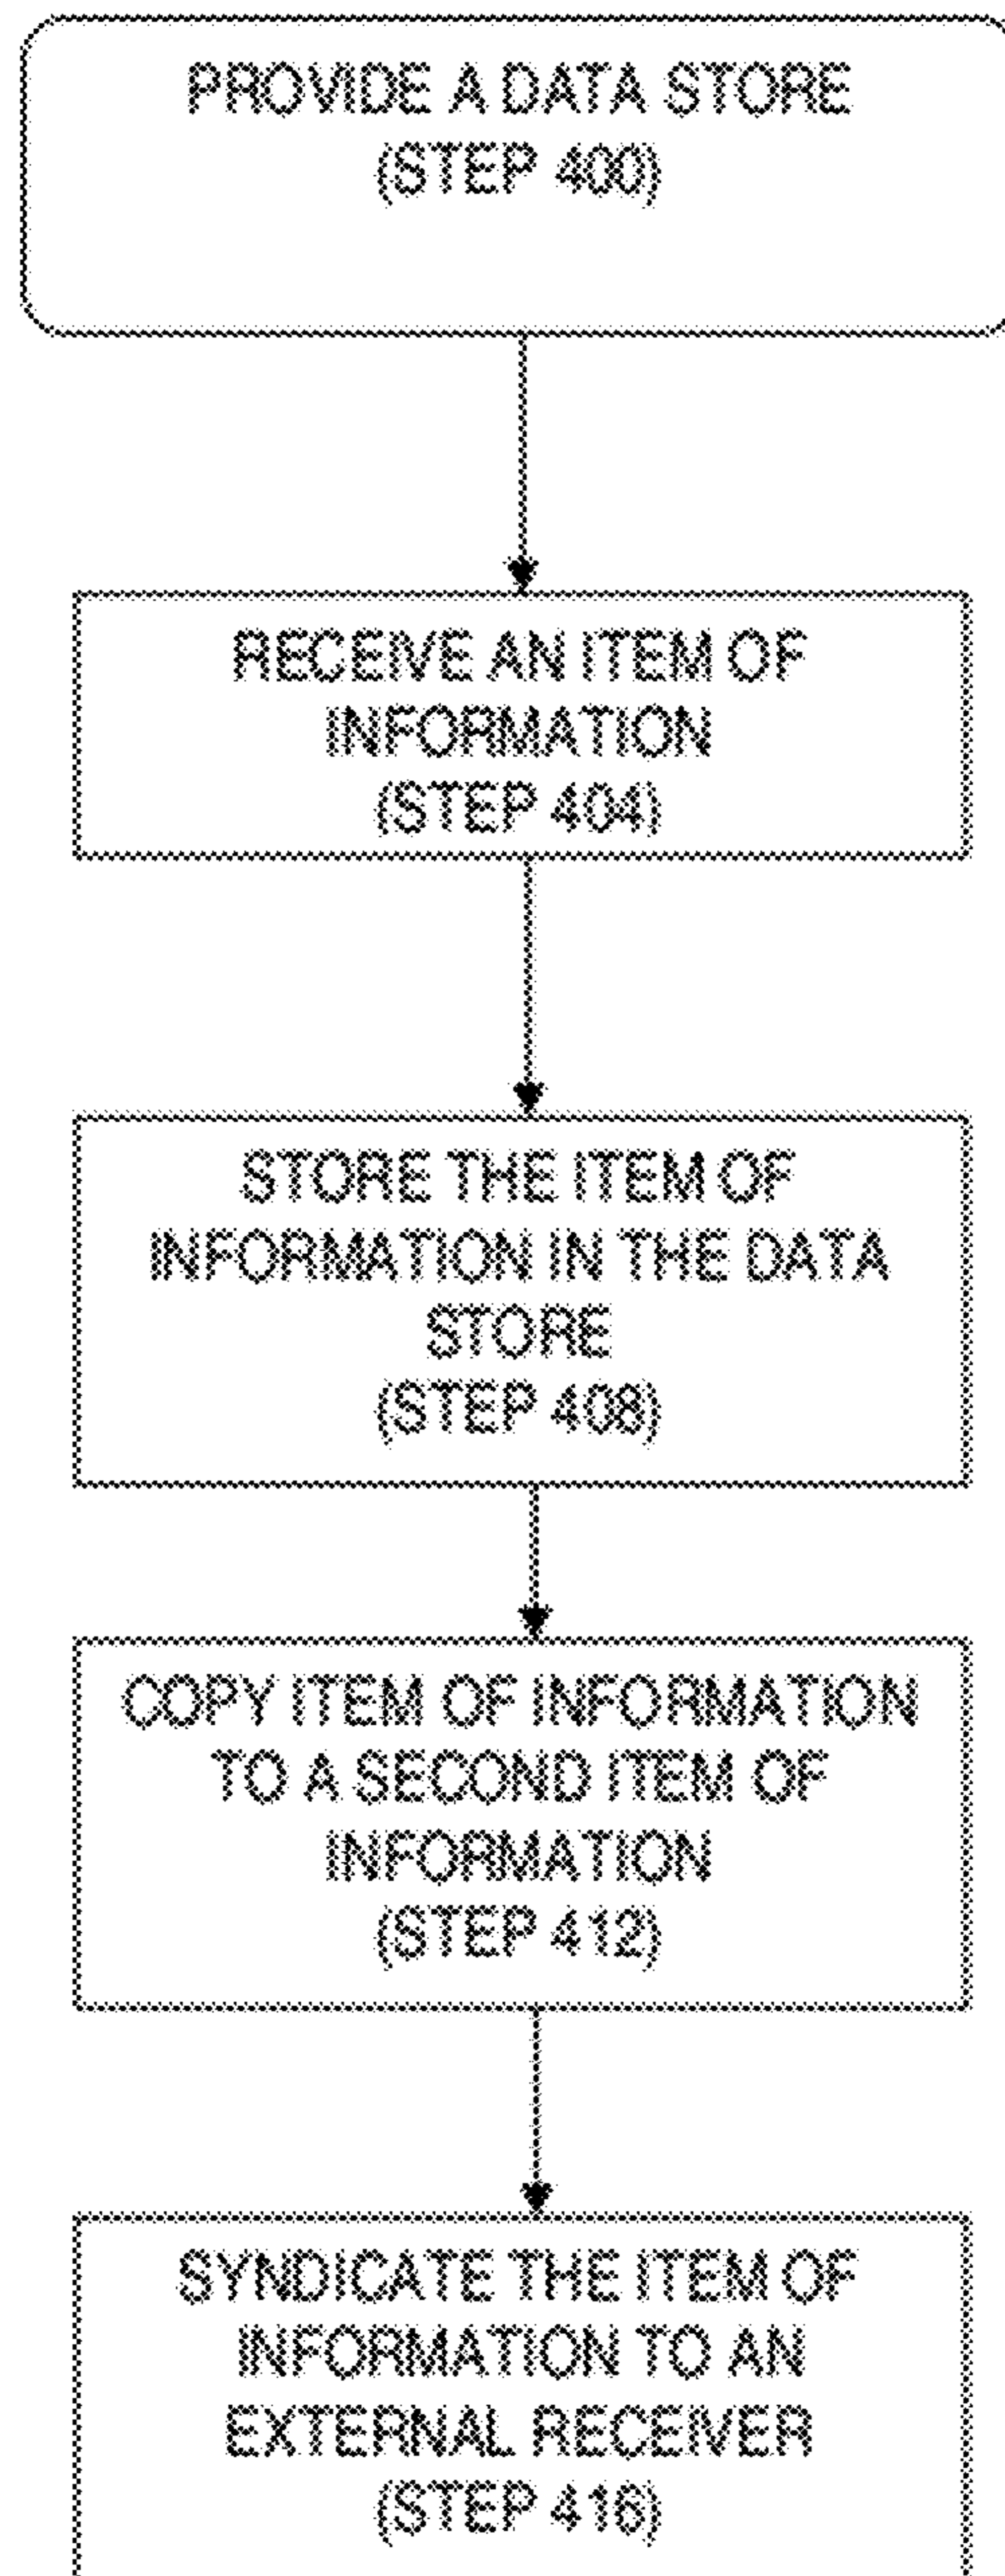 PROVIDE A DATA STORE
(STEP 400)
RECEIVE AN ITEM OF
INFORMATION
(STEP 404)
STORE THE ITEM OF
INFORMATION IN THE DATA
STORE
(STEP 408)
COPY ITEM OF INFORMATION
TO A SECOND ITEM OF
INFORMATION
(STEP 412)
SYNDICATE THE ITEM OF
INFORMATION TO AN
EXTERNAL RECEIVER
(STEP 416)